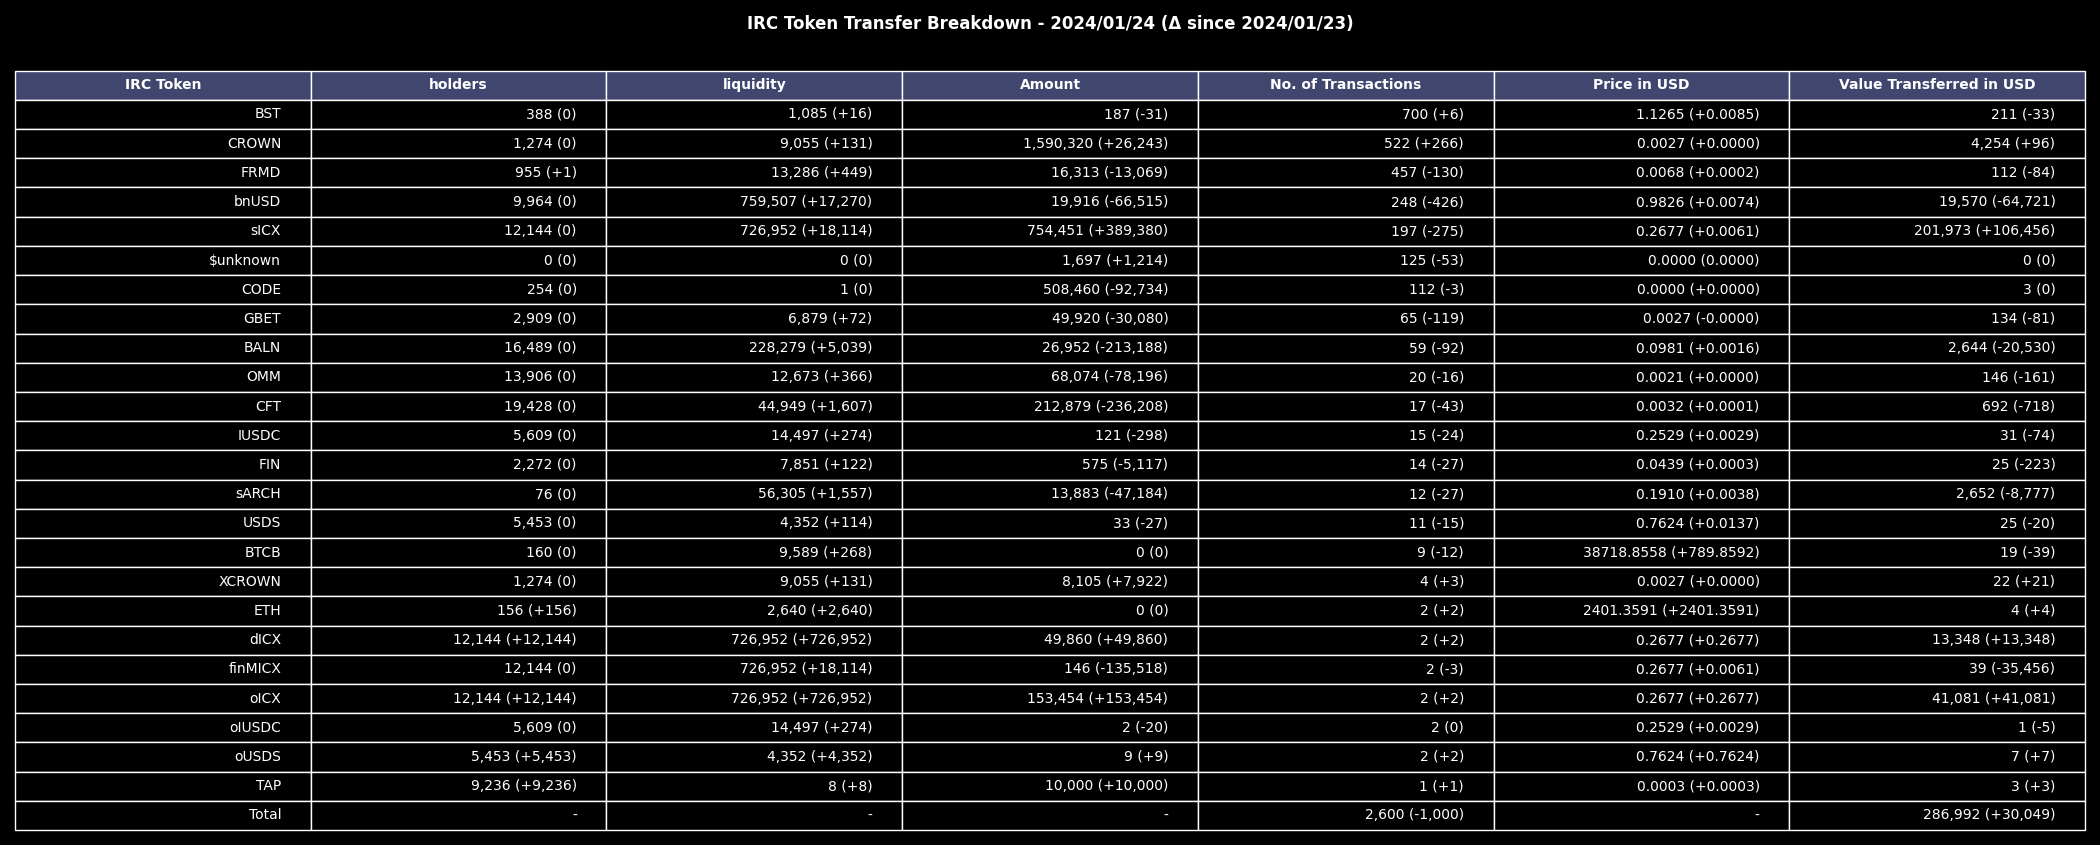 IRC Token Transfer Breakdown - 2024/01/24 (Δ since 2024/01/23)
IRC Token holders liquidity Amount No. of Transactions Price in USD Value Transferred in USD
BST 388 (0) 1,085 (+16) 187 (-31) 700 (+6) 1.1265 (+0.0085) 211 (-33)
CROWN 1,274 (0) 9,055 (+131) 1,590,320 (+26,243) 522 (+266) 0.0027 (+0.0000) 4,254 (+96)
FRMD 955 (+1) 13,286 (+449) 16,313 (-13,069) 457 (-130) 0.0068 (+0.0002) 112 (-84)
bnUSD 9,964 (0) 759,507 (+17,270) 19,916 (-66,515) 248 (-426) 0.9826 (+0.0074) 19,570 (-64,721)
sICX 12,144 (0) 726,952 (+18,114) 754,451 (+389,380) 197 (-275) 0.2677 (+0.0061) 201,973 (+106,456)
$unknown 0 (0) 0 (0) 1,697 (+1,214) 125 (-53) 0.0000 (0.0000) 0 (0)
CODE 254 (0) 1 (0) 508,460 (-92,734) 112 (-3) 0.0000 (+0.0000) 3 (0)
GBET 2,909 (0) 6,879 (+72) 49,920 (-30,080) 65 (-119) 0.0027 (-0.0000) 134 (-81)
BALN 16,489 (0) 228,279 (+5,039) 26,952 (-213,188) 59 (-92) 0.0981 (+0.0016) 2,644 (-20,530)
OMM 13,906 (0) 12,673 (+366) 68,074 (-78,196) 20 (-16) 0.0021 (+0.0000) 146 (-161)
CFT 19,428 (0) 44,949 (+1,607) 212,879 (-236,208) 17 (-43) 0.0032 (+0.0001) 692 (-718)
IUSDC 5,609 (0) 14,497 (+274) 121 (-298) 15 (-24) 0.2529 (+0.0029) 31 (-74)
FIN 2,272 (0) 7,851 (+122) 575 (-5,117) 14 (-27) 0.0439 (+0.0003) 25 (-223)
sARCH 76 (0) 56,305 (+1,557) 13,883 (-47,184) 12 (-27) 0.1910 (+0.0038) 2,652 (-8,777)
USDS 5,453 (0) 4,352 (+114) 33 (-27) 11 (-15) 0.7624 (+0.0137) 25 (-20)
BTCB 160 (0) 9,589 (+268) 0 (0) 9 (-12) 38718.8558 (+789.8592) 19 (-39)
XCROWN 1,274 (0) 9,055 (+131) 8,105 (+7,922) 4 (+3) 0.0027 (+0.0000) 22 (+21)
ETH 156 (+156) 2,640 (+2,640) 0 (0) 2 (+2) 2401.3591 (+2401.3591) 4 (+4)
dICX 12,144 (+12,144) 726,952 (+726,952) 49,860 (+49,860) 2 (+2) 0.2677 (+0.2677) 13,348 (+13,348)
finMICX 12,144 (0) 726,952 (+18,114) 146 (-135,518) 2 (-3) 0.2677 (+0.0061) 39 (-35,456)
oICX 12,144 (+12,144) 726,952 (+726,952) 153,454 (+153,454) 2 (+2) 0.2677 (+0.2677) 41,081 (+41,081)
oIUSDC 5,609 (0) 14,497 (+274) 2 (-20) 2 (0) 0.2529 (+0.0029) 1 (-5)
oUSDS 5,453 (+5,453) 4,352 (+4,352) 9 (+9) 2 (+2) 0.7624 (+0.7624) 7 (+7)
TAP 9,236 (+9,236) 8 (+8) 10,000 (+10,000) 1 (+1) 0.0003 (+0.0003) 3 (+3)
Total - - - 2,600 (-1,000) - 286,992 (+30,049)